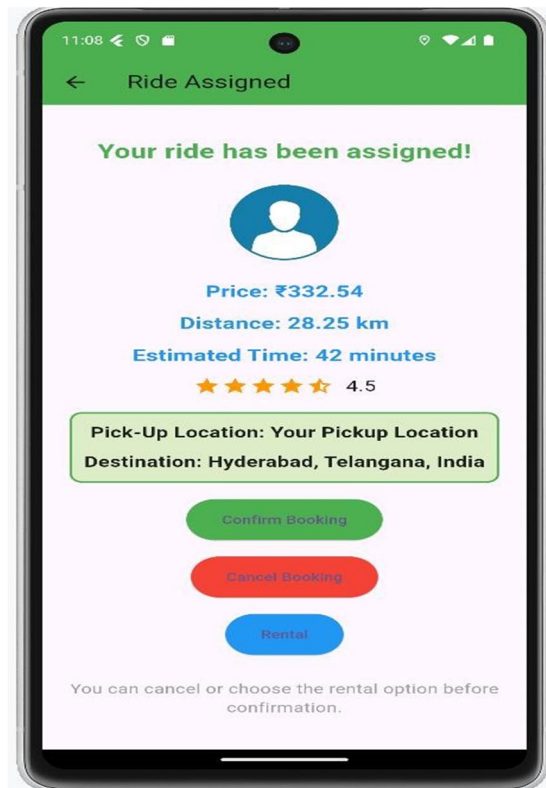 11:08
Ride Assigned
Your ride has been assigned!
Price: ₹332.54
Distance: 28.25 km
Estimated Time: 42 minutes
4.5
Pick-Up Location: Your Pickup Location
Destination: Hyderabad, Telangana, India
Confirm Booking
Cancel Booking
Rental
You can cancel or choose the rental option before
confirmation.